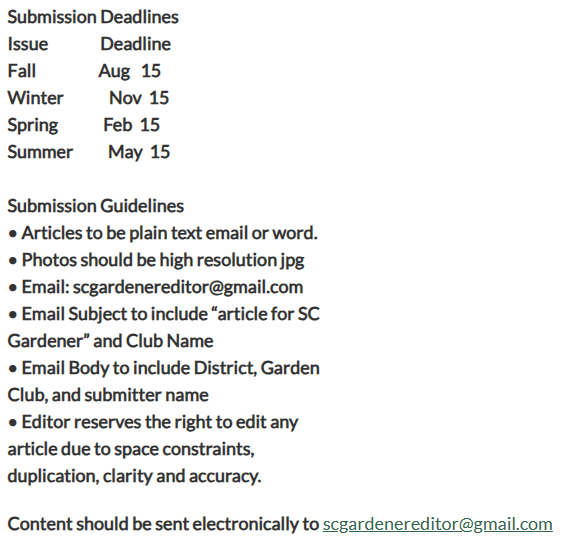 Submission Deadlines
Issue Deadline
Fall Aug 15
Winter Nov 15
Spring Feb 15
Summer May 15
Submission Guidelines
• Articles to be plain text email or word.
• Photos should be high resolution jpg
• Email: scgardenereditor@gmail.com
• Email Subject to include “article for SC
Gardener” and Club Name
• Email Body to include District, Garden
Club, and submitter name
• Editor reserves the right to edit any
article due to space constraints,
duplication, clarity and accuracy.
Content should be sent electronically to scgardenereditor@gmail.com